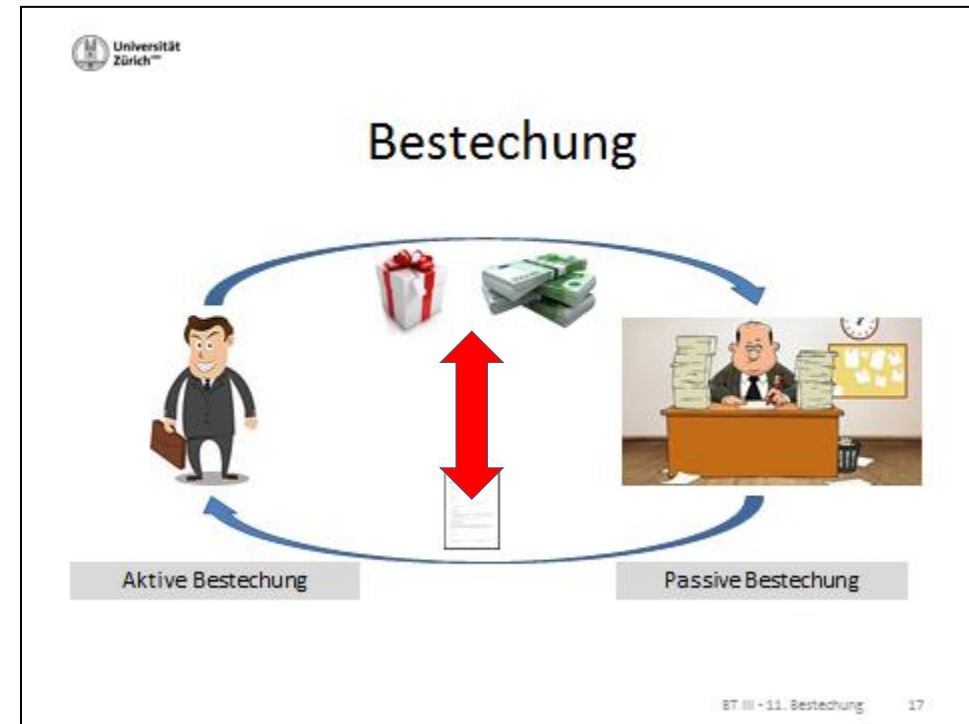 Universität
Zürich
Bestechung
Aktive Bestechung
Passive Bestechung
BT III - 11. Bestechung 17